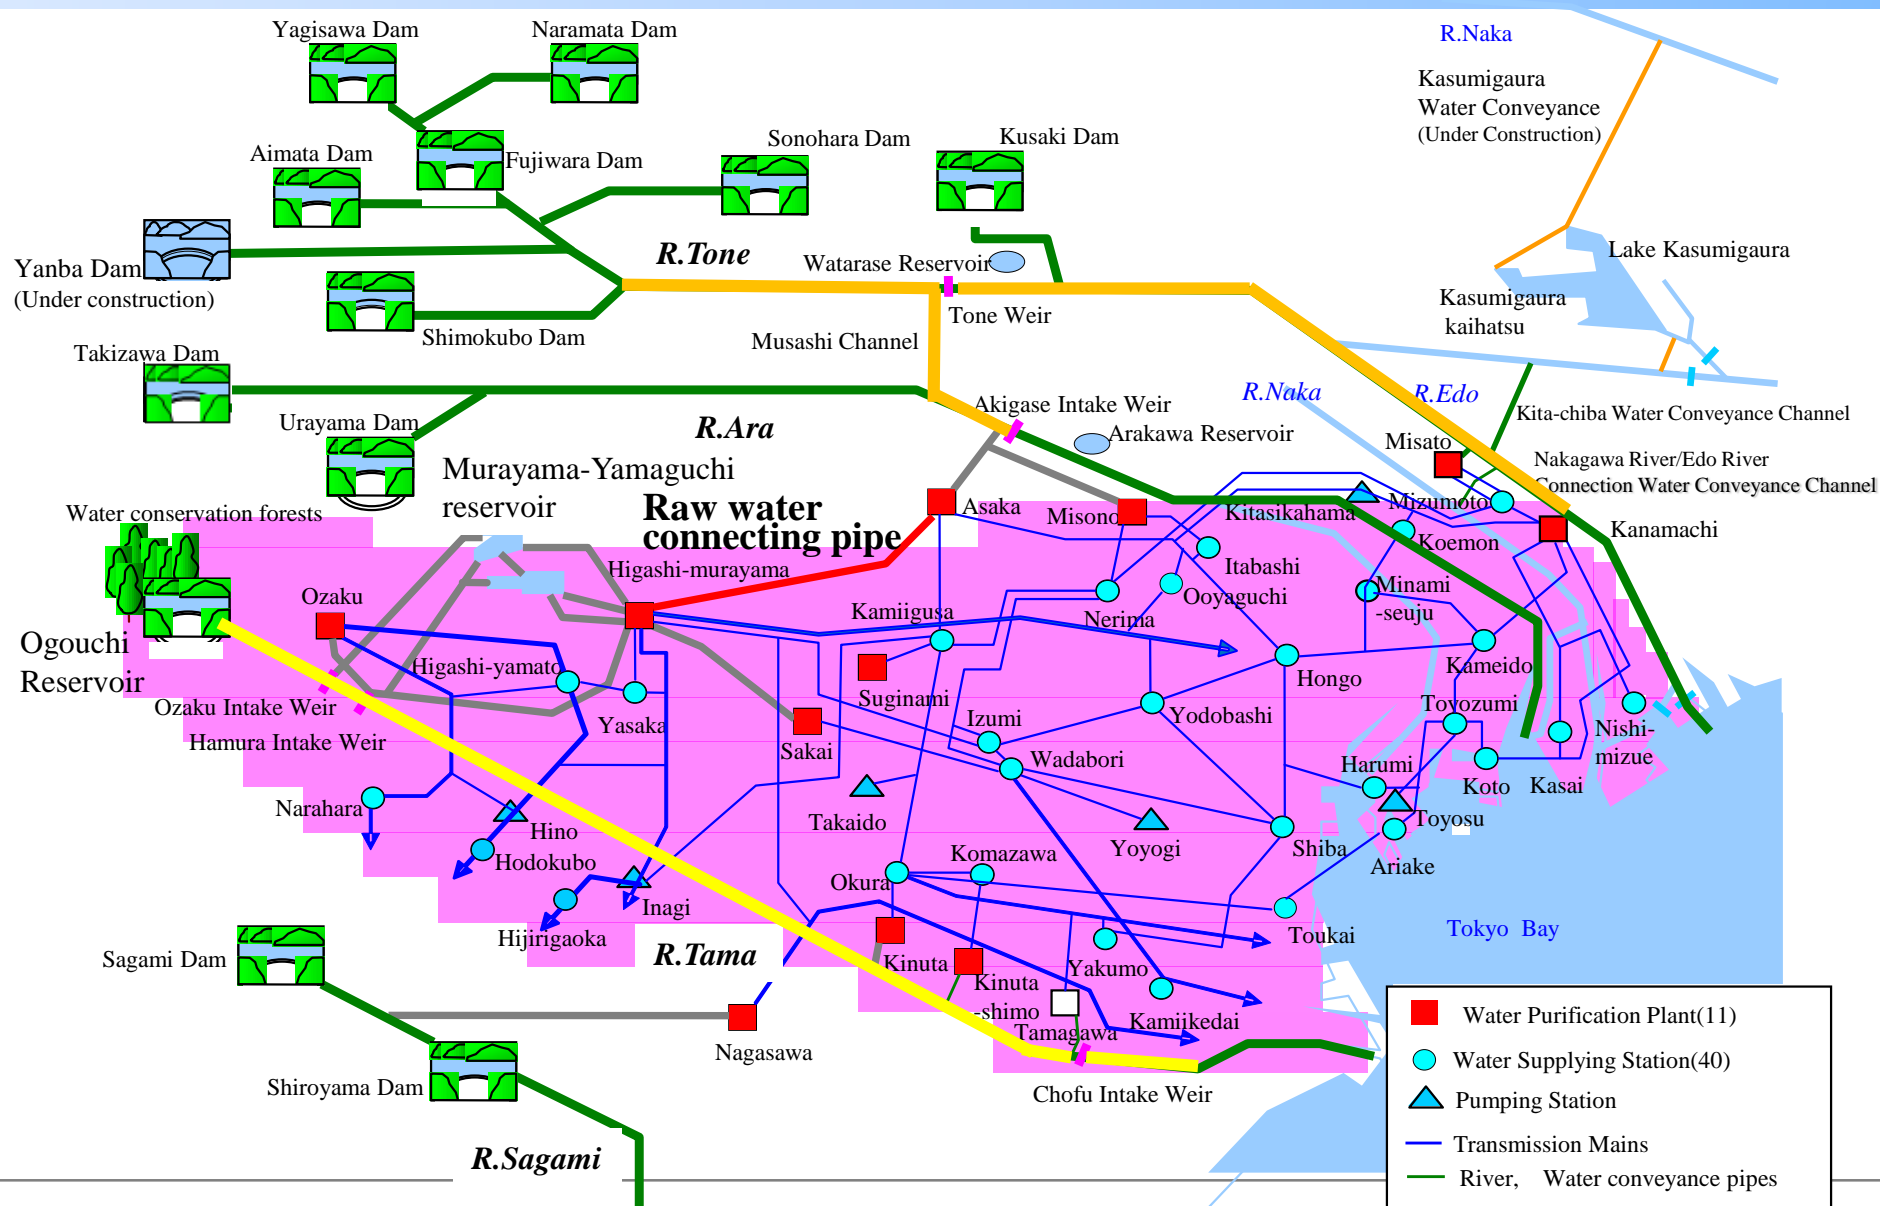 Yagisawa Dam
Naramata Dam
R.Naka
Kasumigaura
Water Conveyance
(Under Construction)
Aimata Dam
Fujiwara Dam
Sonohara Dam
Kusaki Dam
Yanba Dam
(Under construction)
R.Tone
Watarase Reservoir
Lake Kasumigaura
Kasumigaura
kaihatsu
Shimokubo Dam
Musashi Channel
Tone Weir
Takizawa Dam
Urayama Dam
R.Ara
Akigase Intake Weir
Arakawa Reservoir
R.Naka
R.Edo
Kita-chiba Water Conveyance Channel
Misato
Nakagawa River/Edo River
Connection Water Conveyance Channel
Murayama-Yamaguchi
reservoir
Raw water
connecting pipe
Water conservation forests
Asaka
Misono
Kitasikahama
Mizumoto
Kanamachi
Koemon
Higashi-murayama
Itabashi
Ozaku
Kamiigusa
Nerima
Ooyaguchi
Minami
-seuju
Ogouchi
Reservoir
Higashi-yamato
Suginami
Hongo
Kameido
Ozaku Intake Weir
Hamura Intake Weir
Yasaka
Sakai
Izumi
Yodobashi
Toyozumi
Nishi-
mizue
Wadabori
Harumi
Koto
Kasai
Narahara
Hino
Takaido
Yoyogi
Toyosu
Hodokubo
Komazawa
Shiba
Ariake
Okura
Inagi
Hijirigaoka
Toukai
Tokyo Bay
Sagami Dam
R.Tama
Kinuta
Yakumo
Kinuta
-shimo
Tamagawa
Kamiikedai
Nagasawa
Shiroyama Dam
Chofu Intake Weir
R.Sagami
Water Purification Plant(11)
Water Supplying Station(40)
Pumping Station
Transmission Mains
River, Water conveyance pipes